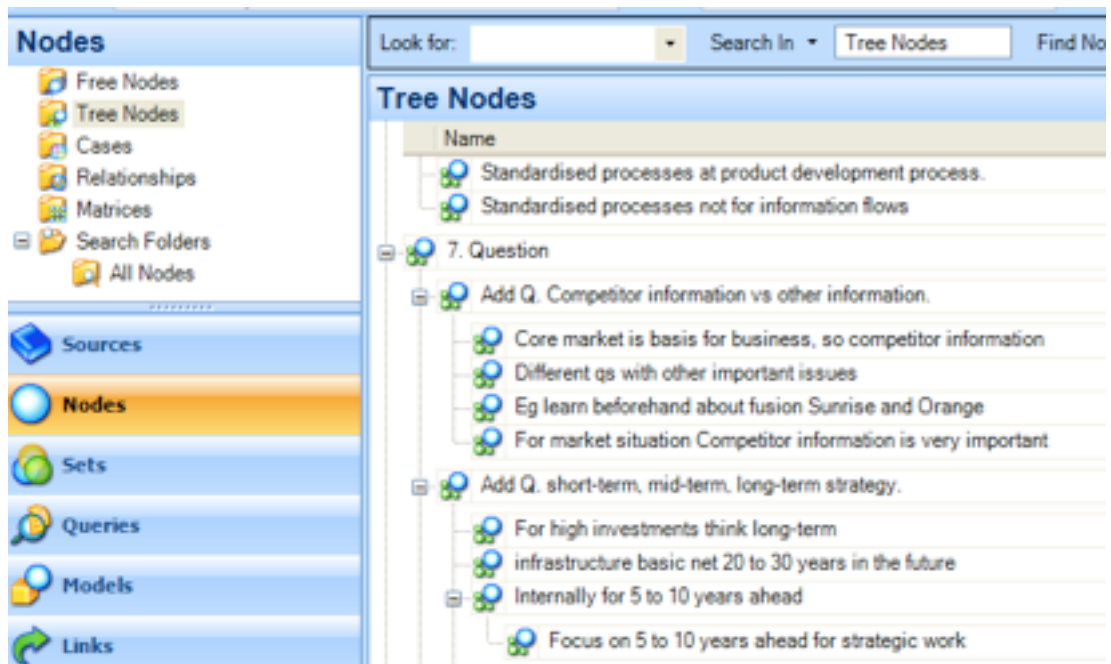 Nodes
Free Nodes
Tree Nodes
Cases
Relationships
Matrices
Search Folders
All Nodes
Sources
Nodes
Sets
Queries
Models
Links
Look for: Search In Tree Nodes Find No
Tree Nodes
Name
Standardised processes at product development process.
Standardised processes not for information flows
7. Question
Add Q. Competitor information vs other information.
Core market is basis for business, so competitor information
Different qs with other important issues
Eg learn beforehand about fusion Sunrise and Orange
For market situation Competitor information is very important
Add Q. short-term, mid-term, long-term strategy.
For high investments think long-term
infrastructure basic net 20 to 30 years in the future
Internally for 5 to 10 years ahead
Focus on 5 to 10 years ahead for strategic work